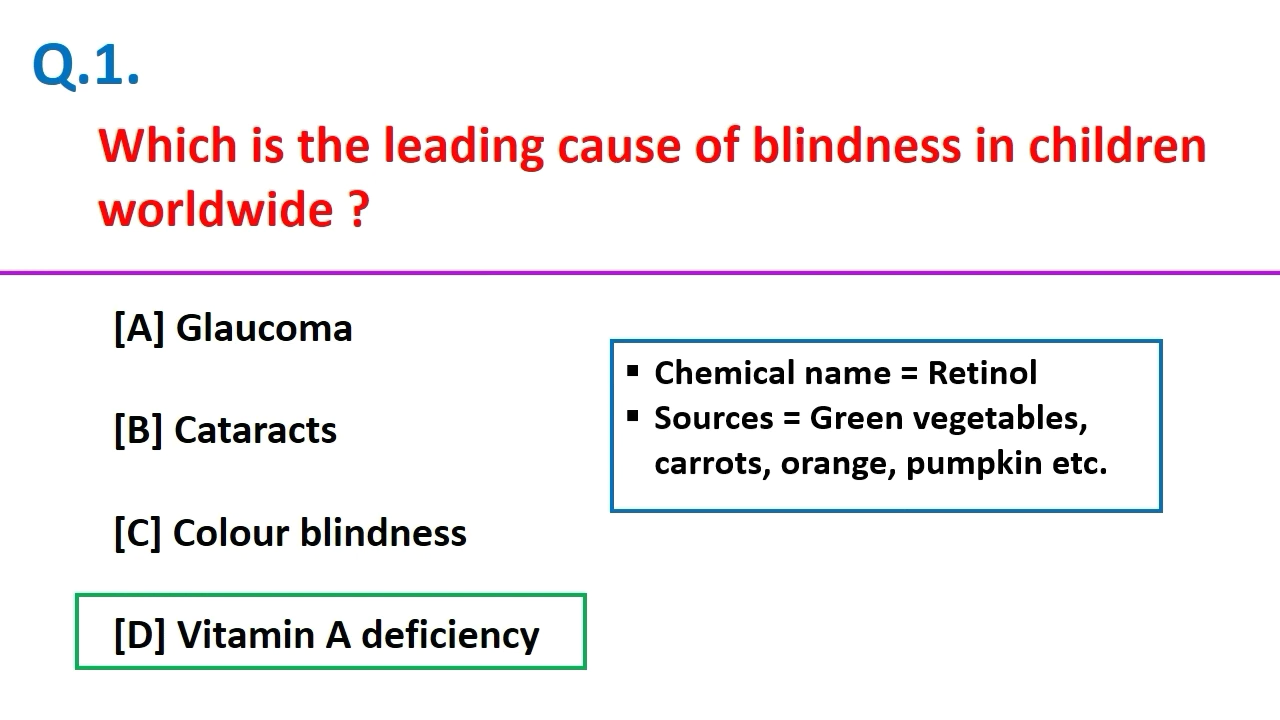 Q.1.
Which is the leading cause of blindness in children
worldwide ?
[A] Glaucoma
[B] Cataracts
[C] Colour blindness
[D] Vitamin A deficiency
▪ Chemical name = Retinol
▪ Sources = Green vegetables,
carrots, orange, pumpkin etc.